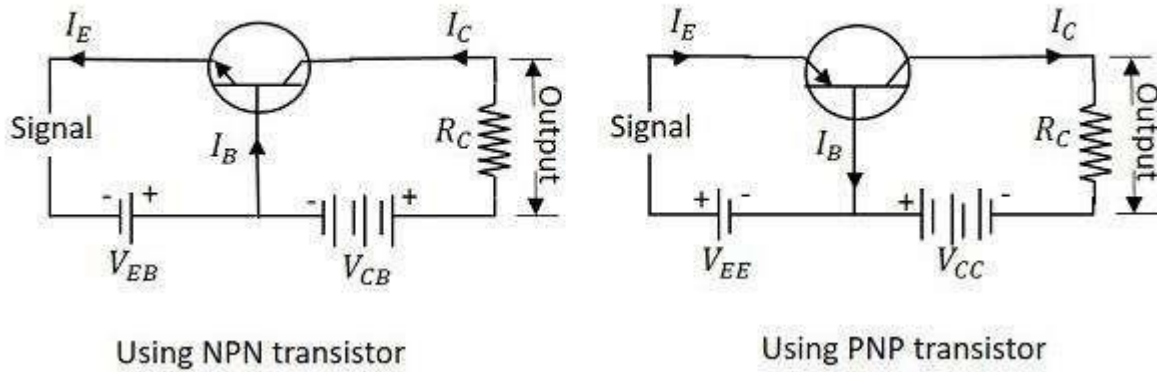 I_E
I_C
Signal
I_B
R_C
Output
- +
- +
V_EB
V_CB
Using NPN transistor
I_E
I_C
Signal
I_B
R_C
Output
+ -
+ -
V_EE
V_CC
Using PNP transistor